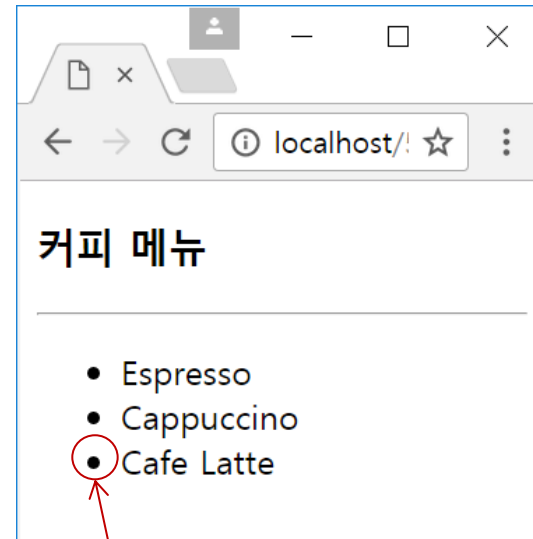 localhost/
커피 메뉴
Espresso
Cappuccino
Cafe Latte